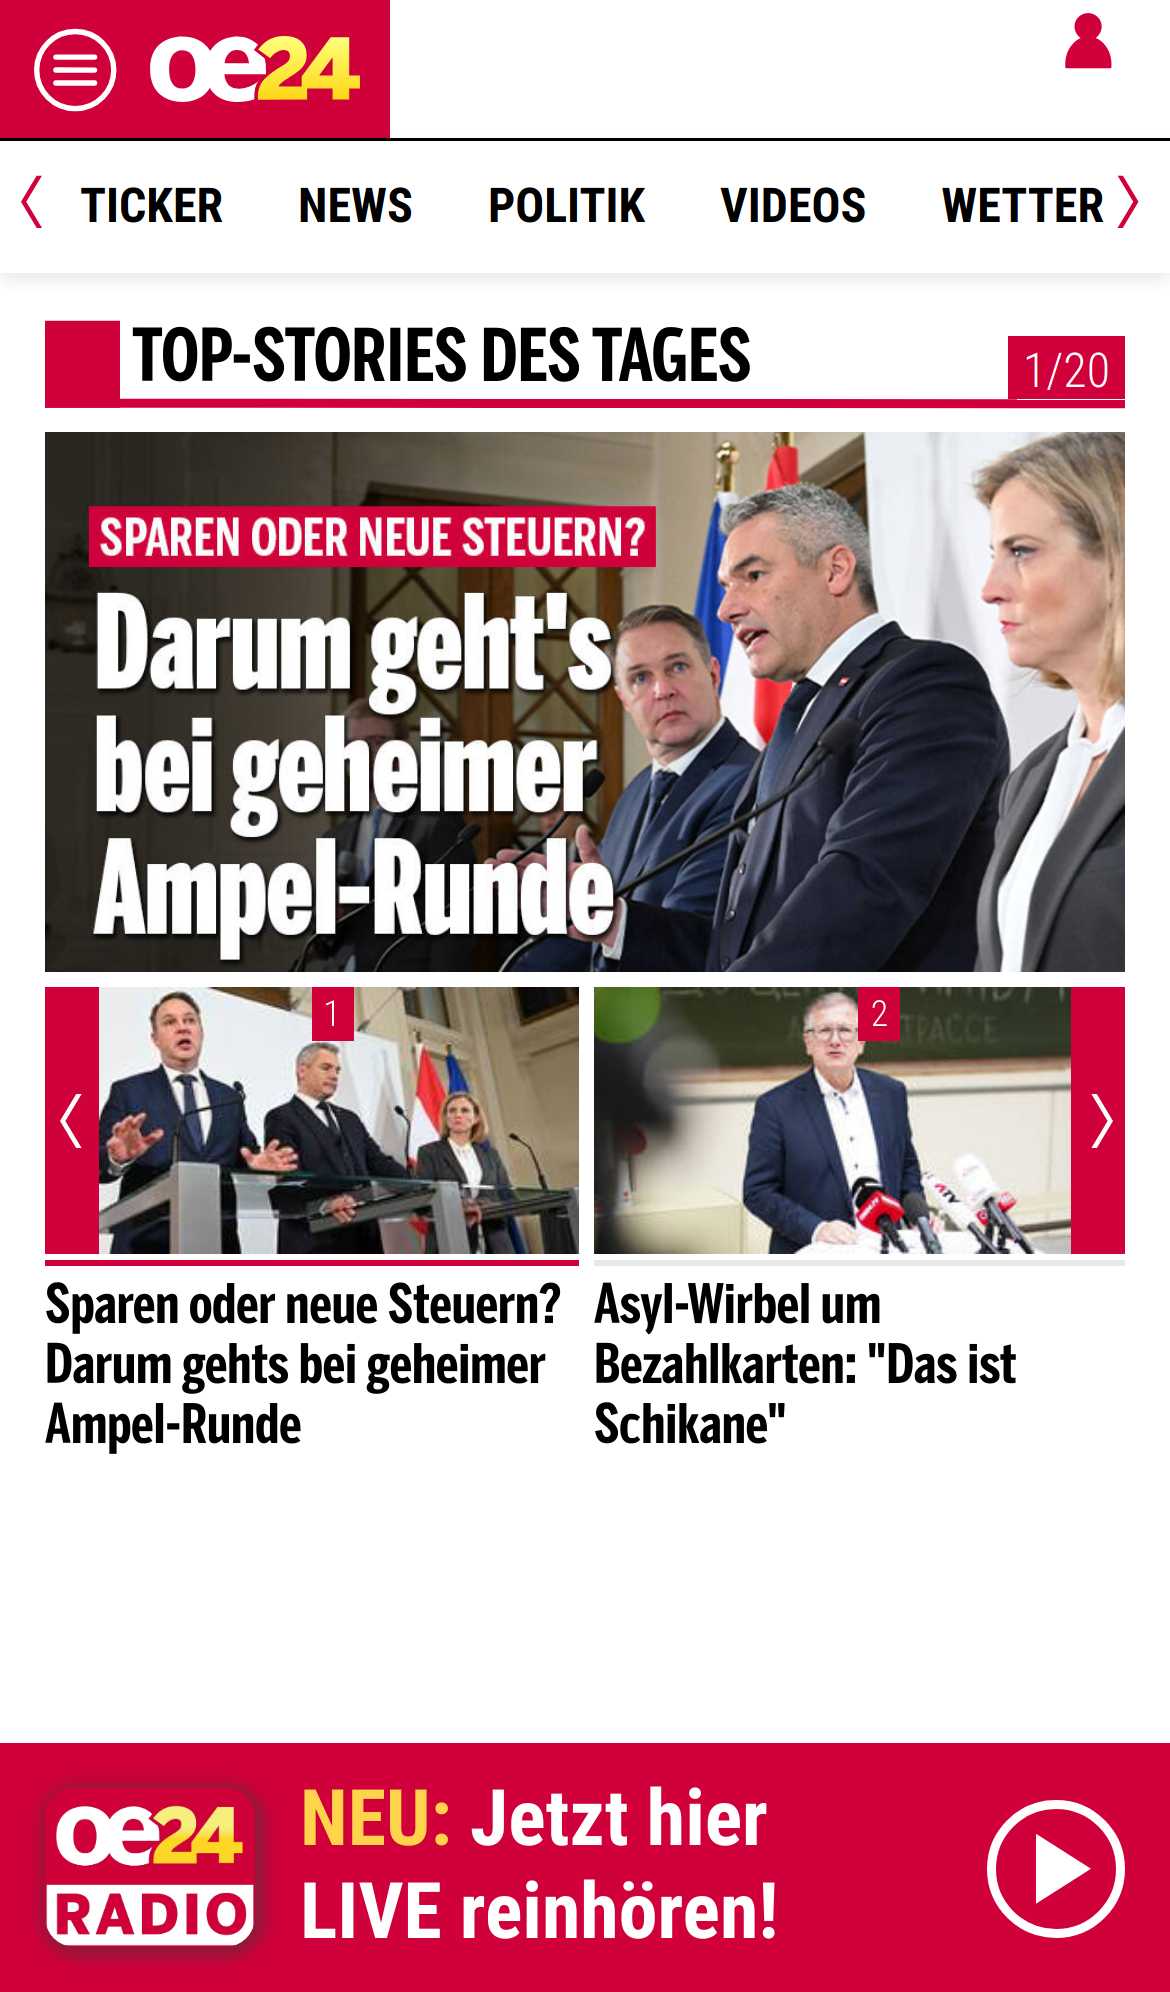 oe24
TICKER NEWS POLITIK VIDEOS WETTER
TOP-STORIES DES TAGES
1/20
SPAREN ODER NEUE STEUERN?
Darum geht's
bei geheimer
Ampel-Runde
1
2
Sparen oder neue Steuern?
Darum gehts bei geheimer
Ampel-Runde
Asyl-Wirbel um
Bezahlkarten: "Das ist
Schikane"
oe24
RADIO
NEU: Jetzt hier
LIVE reinhören!